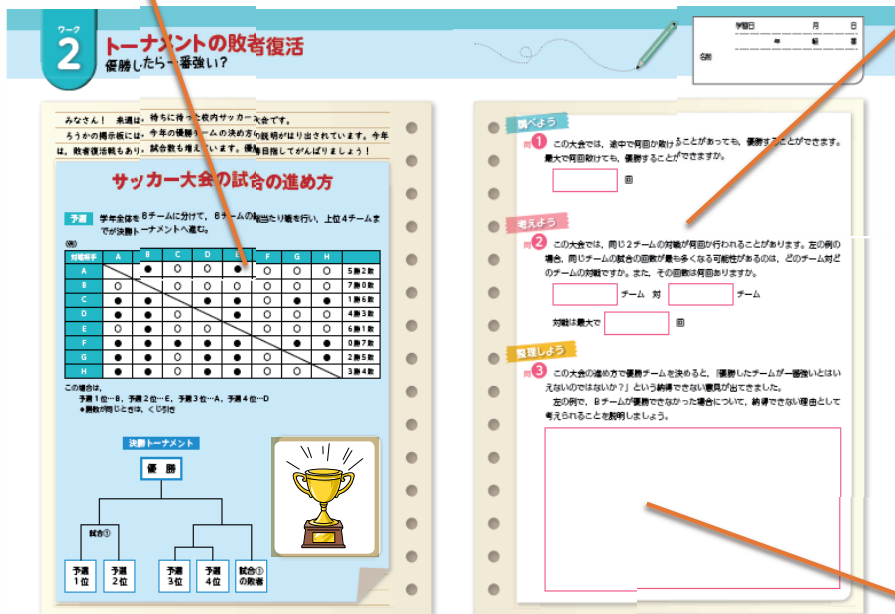 ワーク
2
トーナメントの敗者復活
優勝したら一番強い?
学習日 月 日
年 組 番
名前
みなさん! 来週は,待ちに待った校内サッカー大会です。
ろうかの掲示板には,今年の優勝チームの決め方の説明がはり出されています。今年
は,敗者復活戦もあり,試合数も増えています。優勝目指してがんばりましょう!
サッカー大会の試合の進め方
予選 学年全体を8チームに分けて,8チームの総当たり戦を行い,上位4チームま
でが決勝トーナメントへ進む。
(例)
対戦相手 A B C D E F G H
A ● ○ ○ ● ○ ○ ○ 5勝2敗
B ○ ○ ○ ○ ○ ○ ○ 7勝0敗
C ● ● ● ● ○ ● ● 1勝6敗
D ● ● ○ ● ○ ○ ○ 4勝3敗
E ○ ● ○ ○ ○ ○ ○ 6勝1敗
F ● ● ● ● ● ● ● 0勝7敗
G ● ● ○ ● ● ○ ● 2勝5敗
H ● ● ○ ● ● ○ ○ 3勝4敗
この場合は,
予選1位…B,予選2位…E,予選3位…A,予選4位…D
*勝数が同じときは,くじ引き
決勝トーナメント
優 勝
試合①
予選1位
予選2位
予選3位
予選4位
試合①の敗者
調べよう
問1 この大会では,途中で何回か敗けることがあっても,優勝することができます。
最大で何回敗けても,優勝することができますか。
回
考えよう
問2 この大会では,同じ2チームの対戦が何回か行われることがあります。左の例の
場合,同じチームの試合の回数が最も多くなる可能性があるのは,どのチーム対ど
のチームの対戦ですか。また,その回数は何回ありますか。
チーム 対 チーム
対戦は最大で 回
整理しよう
問3 この大会の進め方で優勝チームを決めると,「優勝したチームが一番強いとはい
えないのではないか?」という納得できない意見が出てきました。
左の例で,Bチームが優勝できなかった場合について,納得できない理由として
考えられることを説明しましょう。